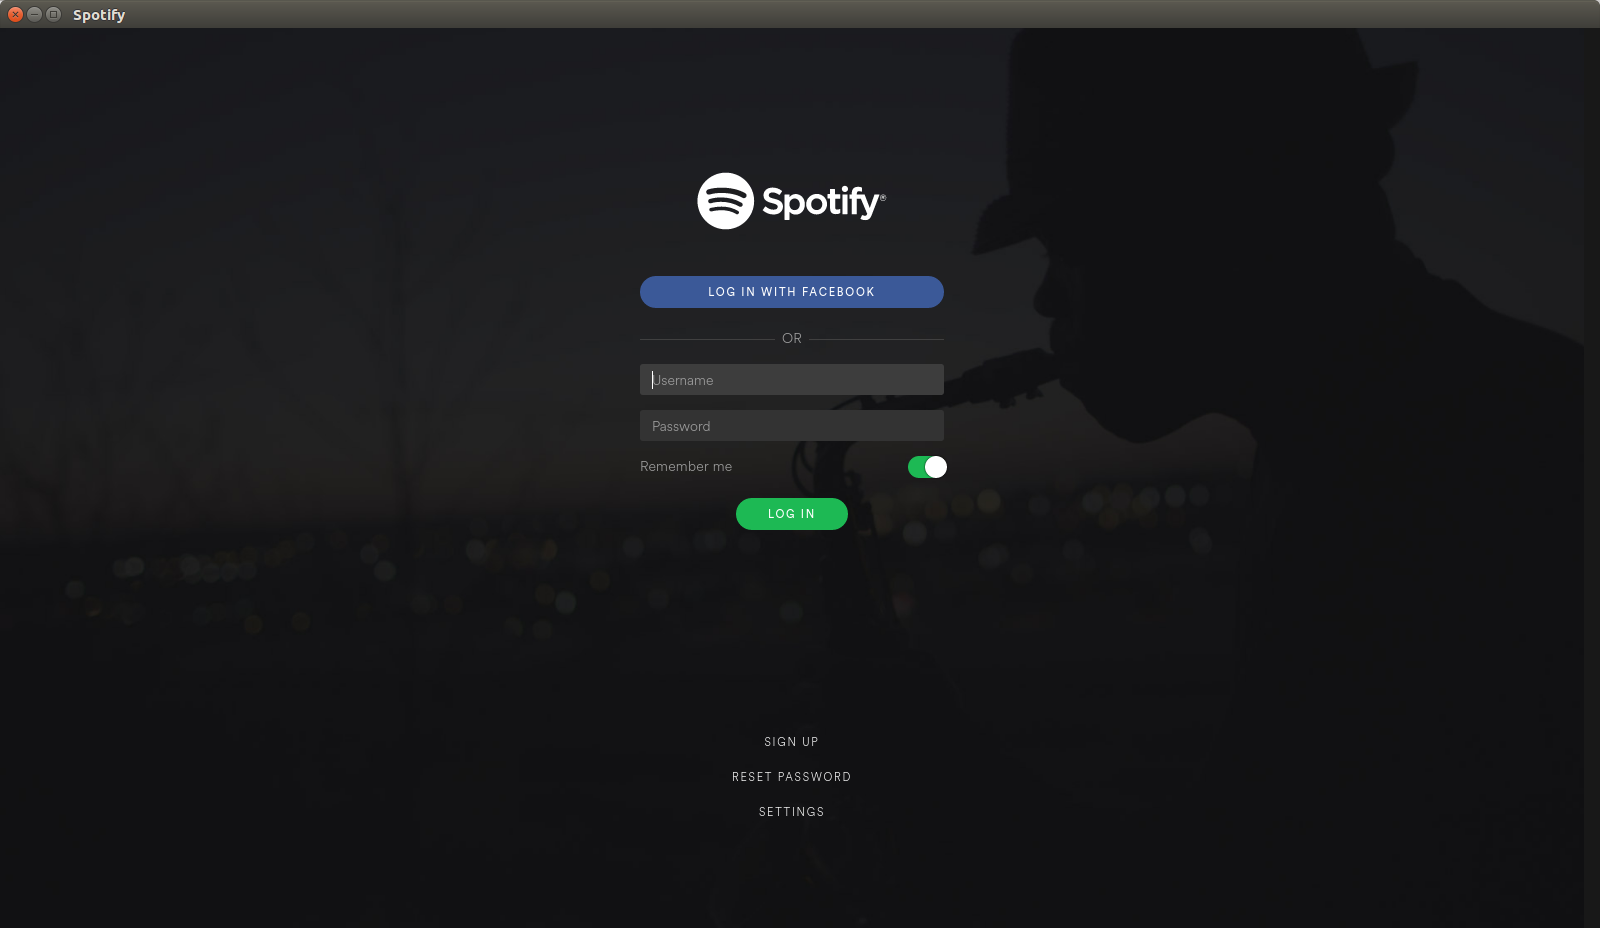 Spotify
Spotify®
LOG IN WITH FACEBOOK
OR
Username
Password
Remember me
LOG IN
SIGN UP
RESET PASSWORD
SETTINGS